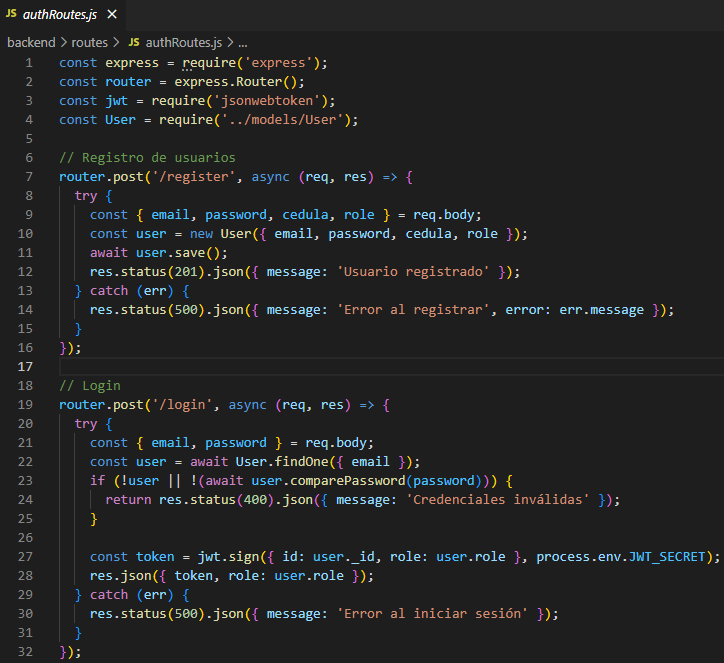 JS authRoutes.js ×
backend > routes > JS authRoutes.js > ...
1 const express = require('express');
2 const router = express.Router();
3 const jwt = require('jsonwebtoken');
4 const User = require('../models/User');
5
6 // Registro de usuarios
7 router.post('/register', async (req, res) => {
8   try {
9     const { email, password, cedula, role } = req.body;
10     const user = new User({ email, password, cedula, role });
11     await user.save();
12     res.status(201).json({ message: 'Usuario registrado' });
13   } catch (err) {
14     res.status(500).json({ message: 'Error al registrar', error: err.message });
15   }
16 });
17
18 // Login
19 router.post('/login', async (req, res) => {
20   try {
21     const { email, password } = req.body;
22     const user = await User.findOne({ email });
23     if (!user || !(await user.comparePassword(password))) {
24       return res.status(400).json({ message: 'Credenciales inválidas' });
25     }
26
27     const token = jwt.sign({ id: user._id, role: user.role }, process.env.JWT_SECRET);
28     res.json({ token, role: user.role });
29   } catch (err) {
30     res.status(500).json({ message: 'Error al iniciar sesión' });
31   }
32 });